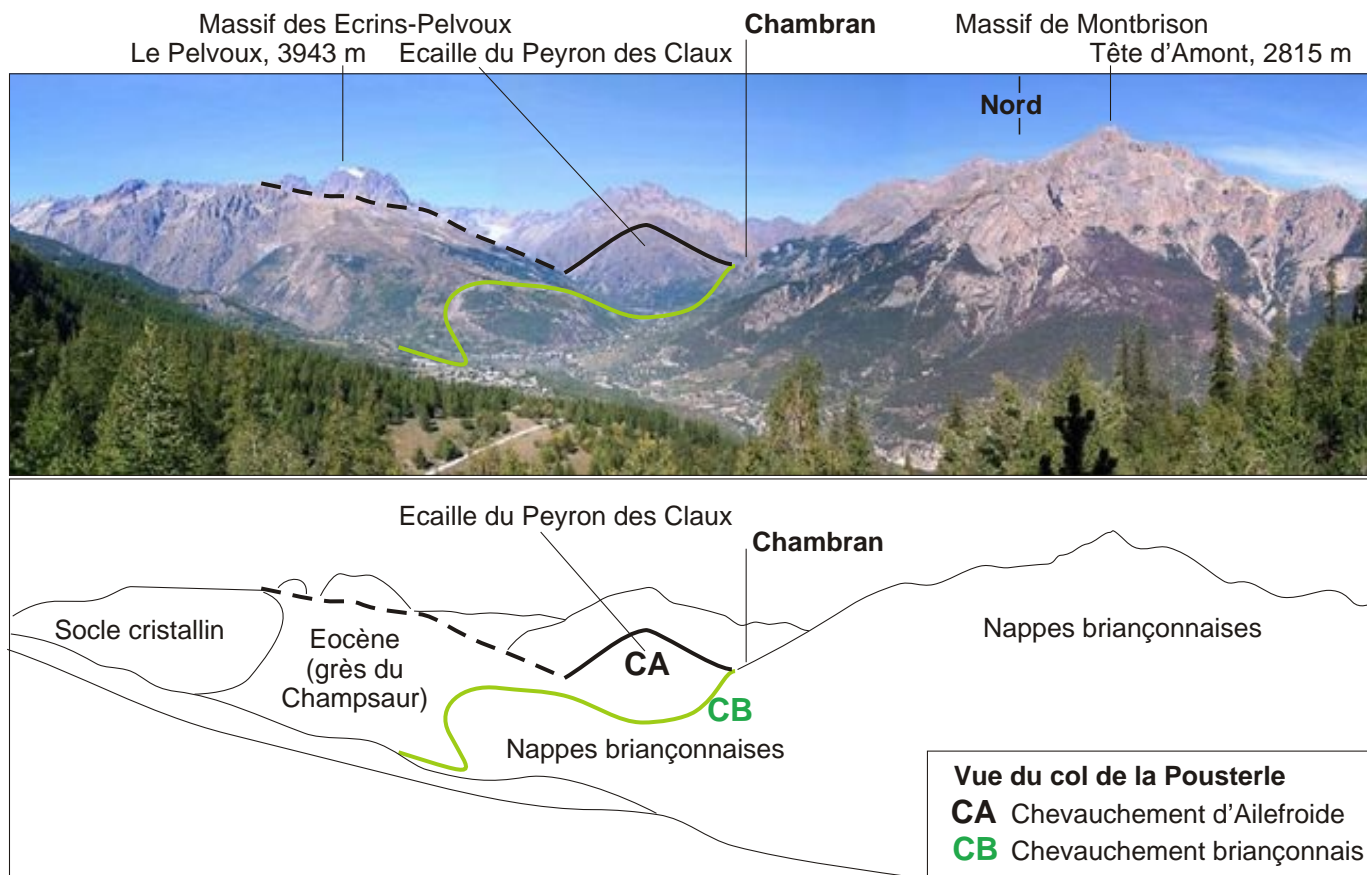 Massif des Ecrins-Pelvoux
Le Pelvoux, 3943 m
Ecaille du Peyron des Claux
Chambran
Massif de Montbrison
Tête d'Amont, 2815 m
Nord
Ecaille du Peyron des Claux
Chambran
Socle cristallin
Eocène
(grès du
Champsaur)
CA
CB
Nappes briançonnaises
Nappes briançonnaises
Vue du col de la Pousterle
CA Chevauchement d'Ailefroide
CB Chevauchement briançonnais